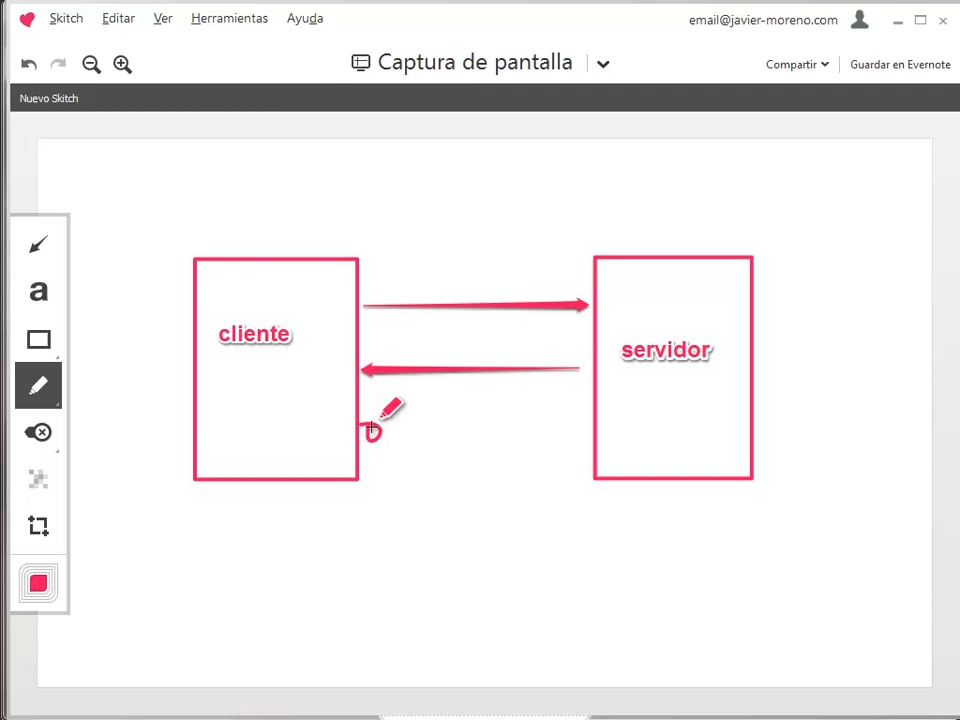 Skitch Editar Ver Herramientas Ayuda email@javier-moreno.com
Captura de pantalla Compartir Guardar en Evernote
Nuevo Skitch
a
cliente
servidor